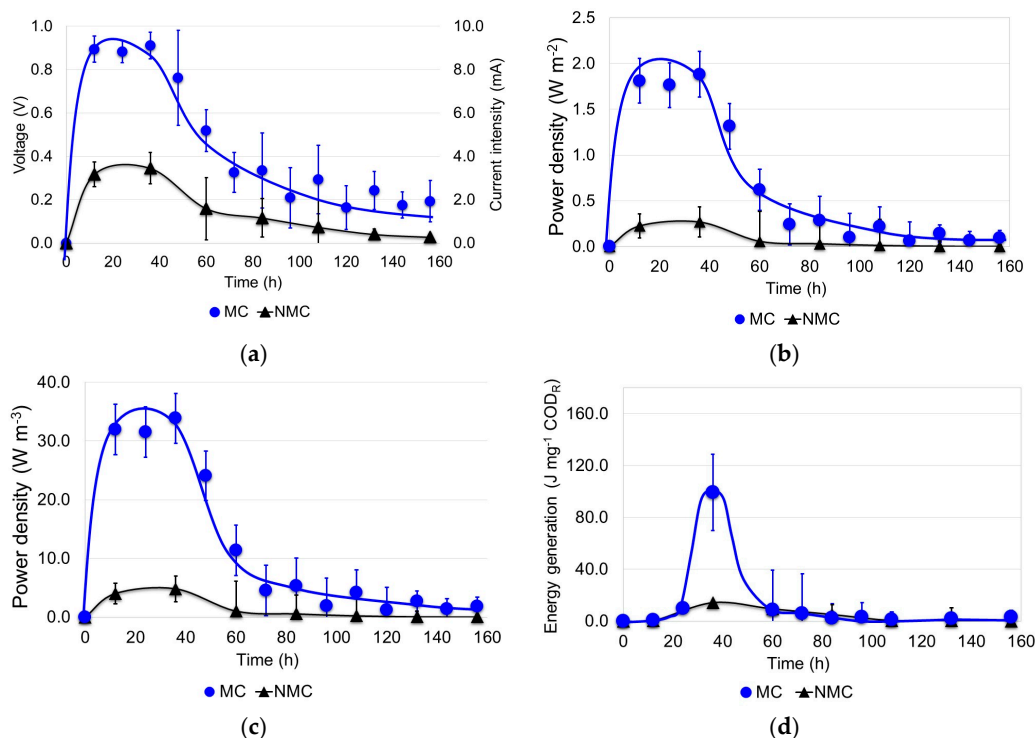 1.0
0.8
0.6
0.4
0.2
0.0
Voltage (V)
10.0
8.0
6.0
4.0
2.0
0.0
Current intensity (mA)
0 20 40 60 80 100 120 140 160
Time (h)
MC NMC
(a)
2.5
2.0
1.5
1.0
0.5
0.0
Power density (W m-2)
0 20 40 60 80 100 120 140 160
Time (h)
MC NMC
(b)
40.0
30.0
20.0
10.0
0.0
Power density (W m-3)
0 20 40 60 80 100 120 140 160
Time (h)
MC NMC
(c)
160.0
120.0
80.0
40.0
0.0
Energy generation (J mg-1 CODR)
0 20 40 60 80 100 120 140 160
Time (h)
MC NMC
(d)